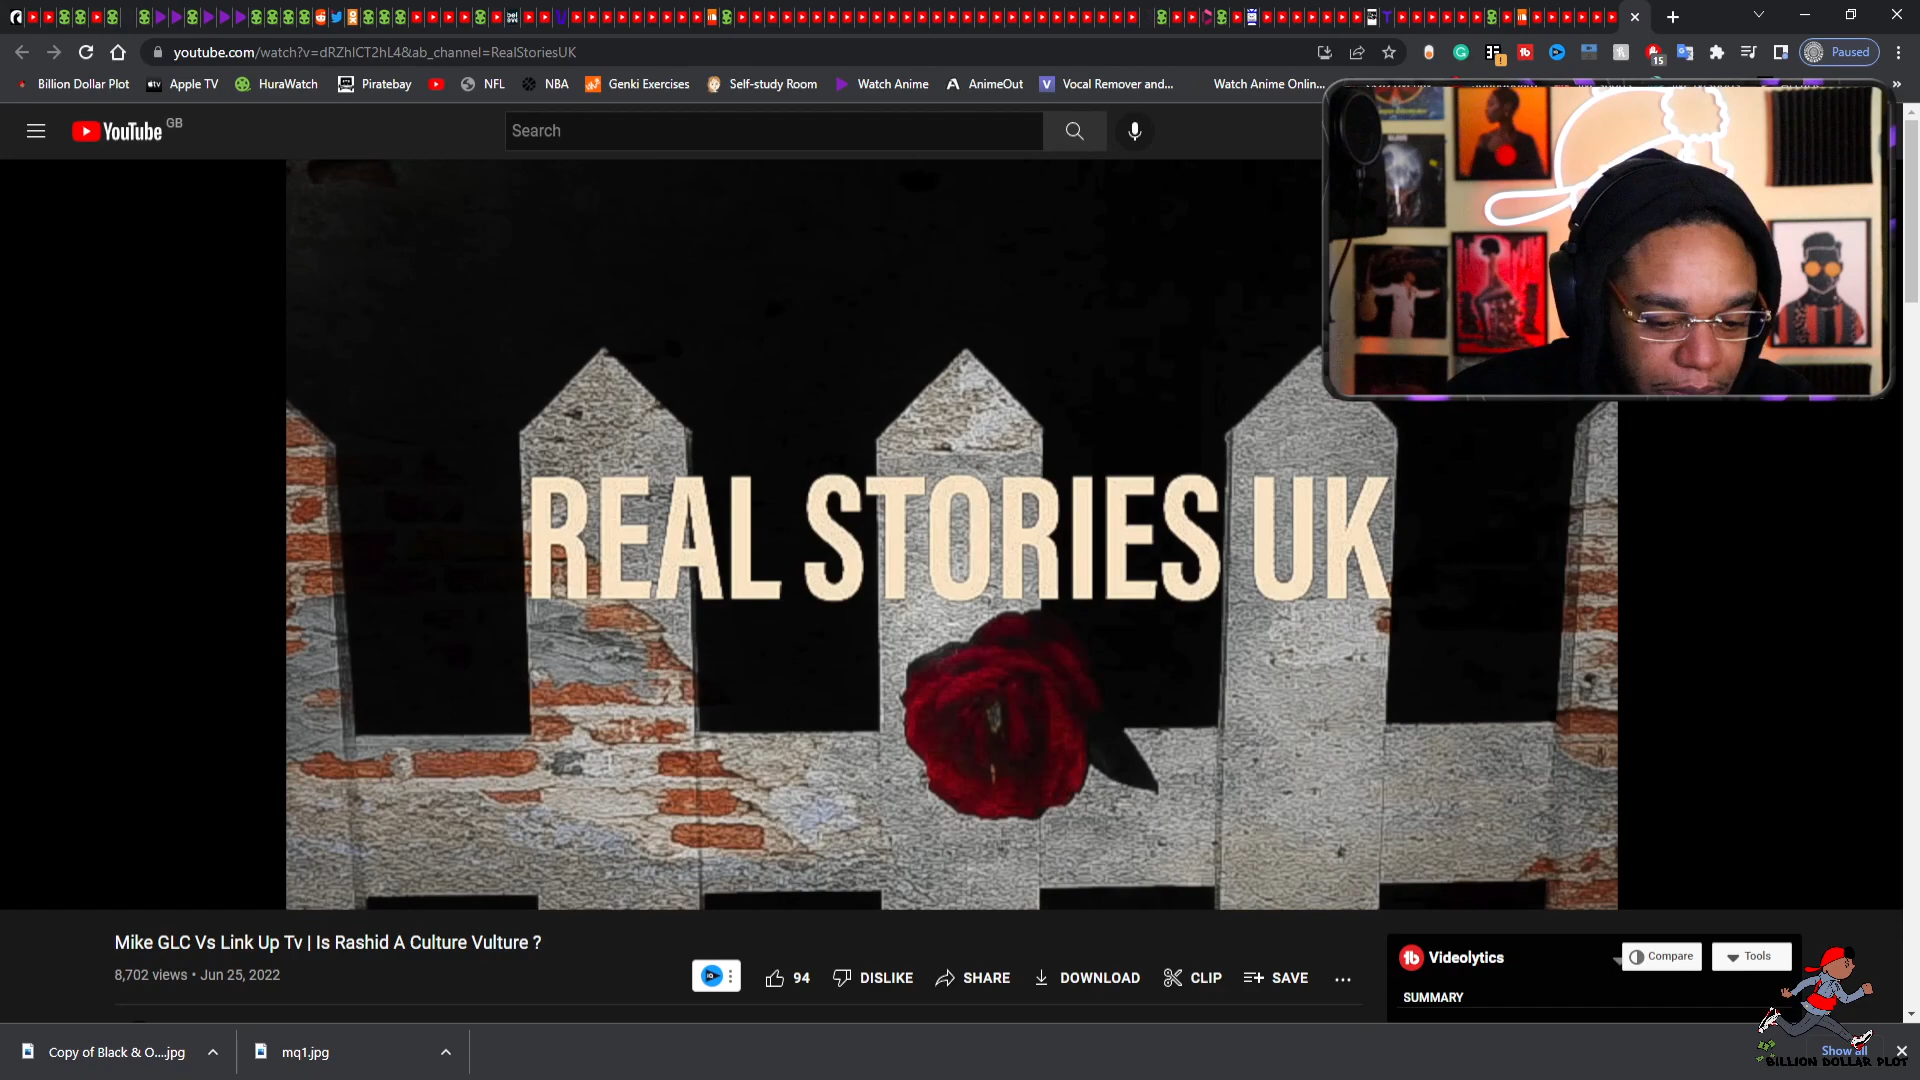 youtube.com/watch?v=dRZhlCT2hL4&ab_channel=RealStoriesUK
Paused
15
Billion Dollar Plot
Apple TV
HuraWatch
Piratebay
NFL
NBA
Genki Exercises
Self-study Room
Watch Anime
AnimeOut
Vocal Remover and...
Watch Anime Onlin...
YouTube GB
Search
REAL STORIES UK
Mike GLC Vs Link Up Tv | Is Rashid A Culture Vulture ?
8,702 views • Jun 25, 2022
94
DISLIKE
SHARE
DOWNLOAD
CLIP
SAVE
Videolytics
Compare
Tools
SUMMARY
Copy of Black & O....jpg
mq1.jpg
Show all
BILLION DOLLAR PLOT